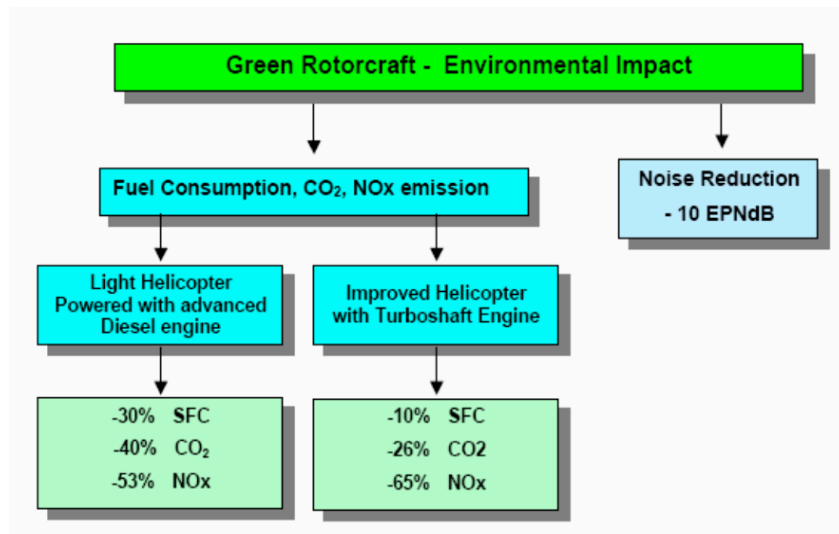 Green Rotorcraft - Environmental Impact
Fuel Consumption, CO₂, NOx emission
Noise Reduction
- 10 EPNdB
Light Helicopter
Powered with advanced
Diesel engine
Improved Helicopter
with Turboshaft Engine
-30% SFC
-40% CO₂
-53% NOx
-10% SFC
-26% CO2
-65% NOx